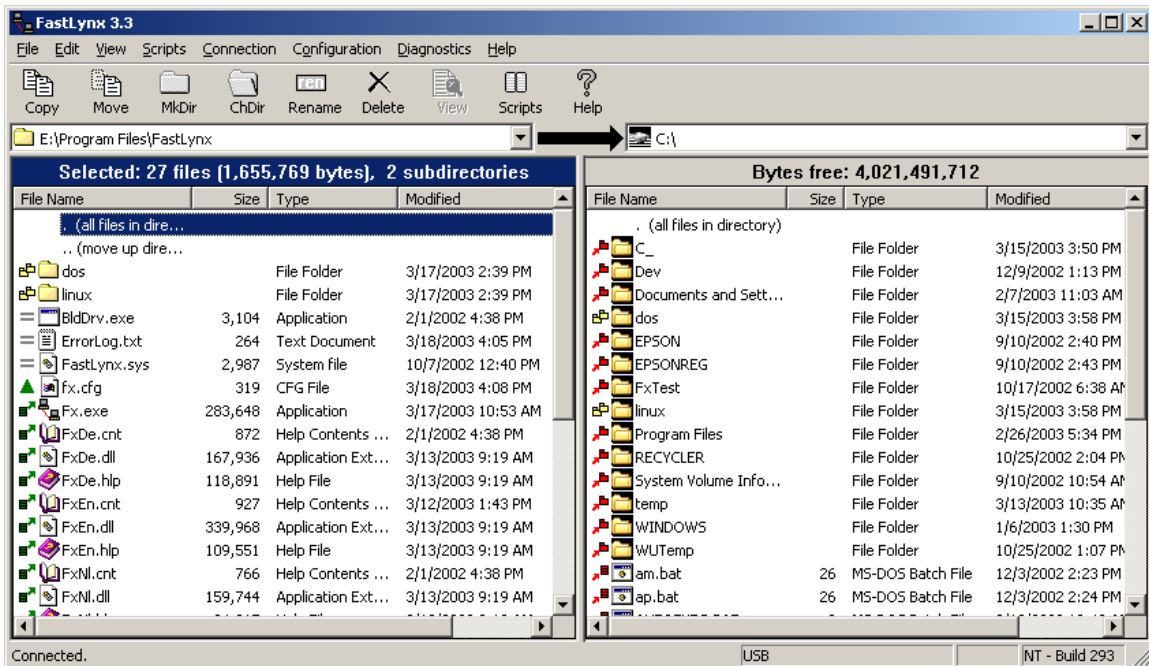 FastLynx 3.3
File Edit View Scripts Connection Configuration Diagnostics Help
ren
Copy Move MkDir ChDir Rename Delete View Scripts Help
E:\Program Files\FastLynx C:\
Selected: 27 files (1,655,769 bytes), 2 subdirectories
File Name Size Type Modified
. (all files in dire...
.. (move up dire...
dos File Folder 3/17/2003 2:39 PM
linux File Folder 3/17/2003 2:39 PM
BldDrv.exe 3,104 Application 2/1/2002 4:38 PM
ErrorLog.txt 264 Text Document 3/18/2003 4:05 PM
FastLynx.sys 2,987 System file 10/7/2002 12:40 PM
fx.cfg 319 CFG File 3/18/2003 4:08 PM
Fx.exe 283,648 Application 3/17/2003 10:53 AM
FxDe.cnt 872 Help Contents ... 2/1/2002 4:38 PM
FxDe.dll 167,936 Application Ext... 3/13/2003 9:19 AM
FxDe.hlp 118,891 Help File 3/13/2003 9:19 AM
FxEn.cnt 927 Help Contents ... 3/12/2003 1:43 PM
FxEn.dll 339,968 Application Ext... 3/13/2003 9:19 AM
FxEn.hlp 109,551 Help File 3/13/2003 9:19 AM
FxNl.cnt 766 Help Contents ... 2/1/2002 4:38 PM
FxNl.dll 159,744 Application Ext... 3/13/2003 9:19 AM
Bytes free: 4,021,491,712
File Name Size Type Modified
. (all files in directory)
C_ File Folder 3/15/2003 3:50 PM
Dev File Folder 12/9/2002 1:13 PM
Documents and Sett... File Folder 2/7/2003 11:03 AM
dos File Folder 3/15/2003 3:58 PM
EPSON File Folder 9/10/2002 2:40 PM
EPSONREG File Folder 9/10/2002 2:43 PM
FxTest File Folder 10/17/2002 6:38 AM
linux File Folder 3/15/2003 3:58 PM
Program Files File Folder 2/26/2003 5:34 PM
RECYCLER File Folder 10/25/2002 2:04 PM
System Volume Info... File Folder 9/10/2002 10:54 AM
temp File Folder 3/13/2003 10:35 AM
WINDOWS File Folder 1/6/2003 1:30 PM
WUTemp File Folder 10/25/2002 1:07 PM
am.bat 26 MS-DOS Batch File 12/3/2002 2:23 PM
ap.bat 26 MS-DOS Batch File 12/3/2002 2:24 PM
Connected. USB NT - Build 293